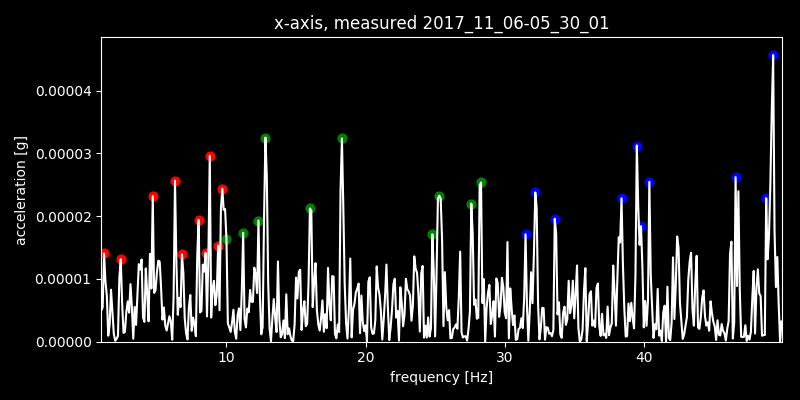 x-axis, measured 2017_11_06-05_30_01
acceleration [g]
0.00004
0.00003
0.00002
0.00001
0.00000
10 20 30 40
frequency [Hz]